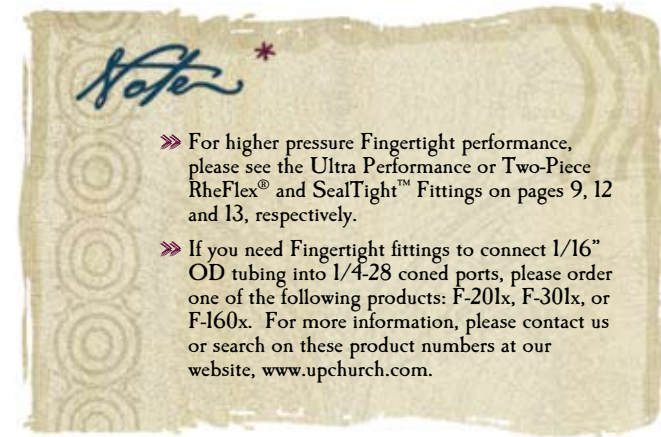 Notes *
» For higher pressure Fingertight performance,
please see the Ultra Performance or Two-Piece
RheFlex® and SealTight™ Fittings on pages 9, 12
and 13, respectively.
» If you need Fingertight fittings to connect 1/16”
OD tubing into 1/4-28 coned ports, please order
one of the following products: F-201x, F-301x, or
F-160x. For more information, please contact us
or search on these product numbers at our
website, www.upchurch.com.